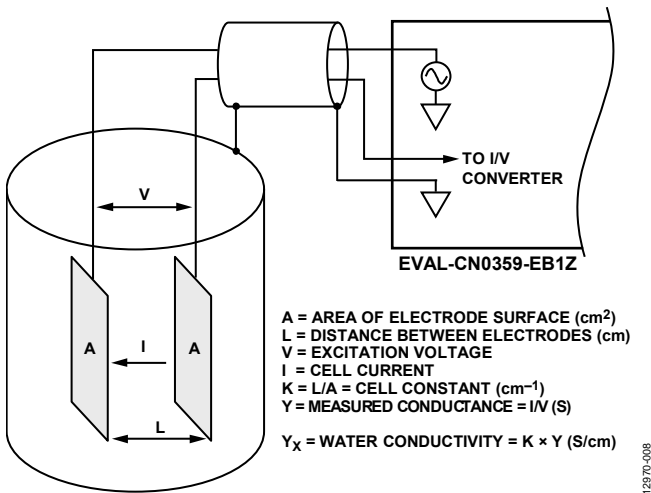 TO I/V
CONVERTER
EVAL-CN0359-EB1Z
V
A
I
A
L
A = AREA OF ELECTRODE SURFACE (cm²)
L = DISTANCE BETWEEN ELECTRODES (cm)
V = EXCITATION VOLTAGE
I = CELL CURRENT
K = L/A = CELL CONSTANT (cm⁻¹)
Y = MEASURED CONDUCTANCE = I/V (S)
Yₓ = WATER CONDUCTIVITY = K × Y (S/cm)
12970-008